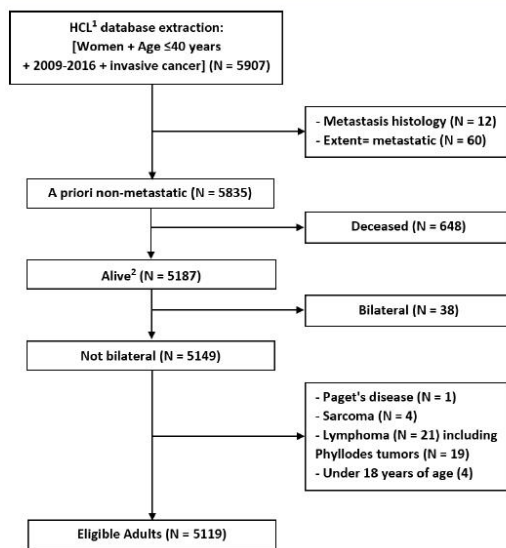 HCL¹ database extraction:
[Women + Age ≤40 years
+ 2009-2016 + invasive cancer] (N = 5907)
- Metastasis histology (N = 12)
- Extent= metastatic (N = 60)
A priori non-metastatic (N = 5835)
Deceased (N = 648)
Alive² (N = 5187)
Bilateral (N = 38)
Not bilateral (N = 5149)
- Paget's disease (N = 1)
- Sarcoma (N = 4)
- Lymphoma (N = 21) including
Phyllodes tumors (N = 19)
- Under 18 years of age (4)
Eligible Adults (N = 5119)